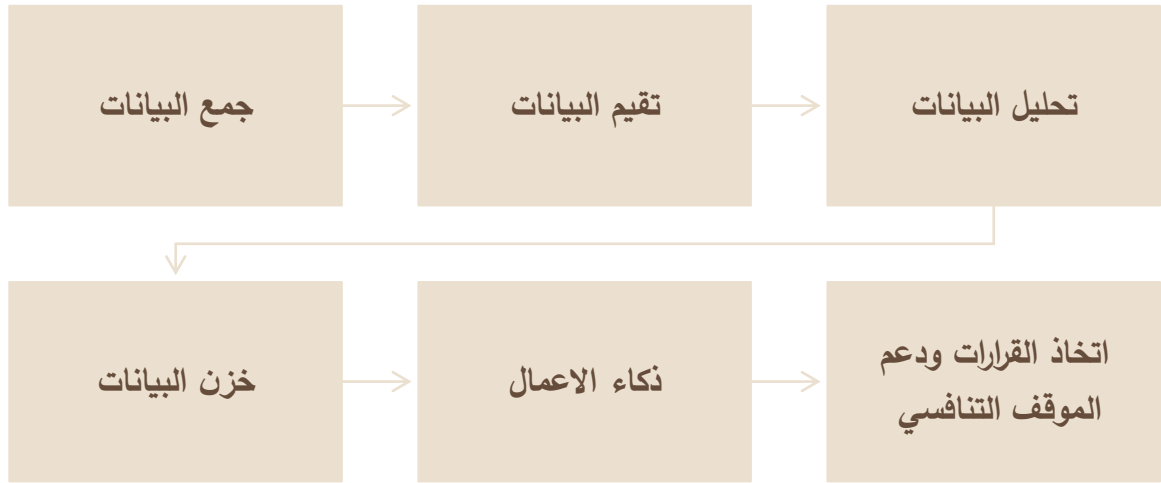 جمع البيانات
تقيم البيانات
تحليل البيانات
خزن البيانات
ذكاء الاعمال
اتخاذ القرارات ودعم
الموقف التنافسي